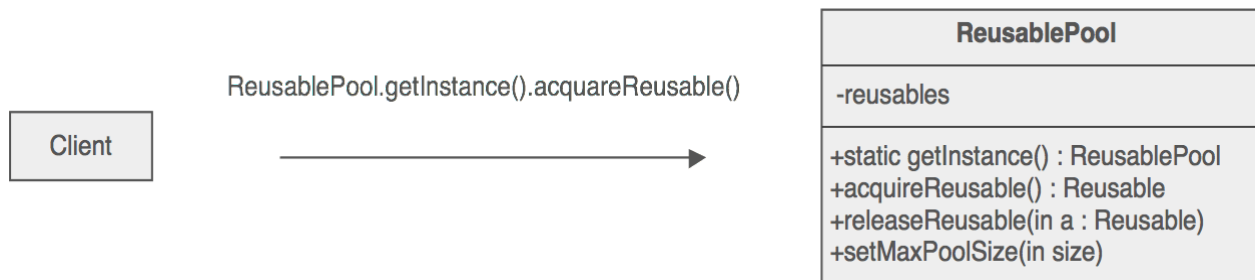 Client
ReusablePool.getInstance().acquareReusable()
ReusablePool
-reusables
+static getInstance() : ReusablePool
+acquireReusable() : Reusable
+releaseReusable(in a : Reusable)
+setMaxPoolSize(in size)